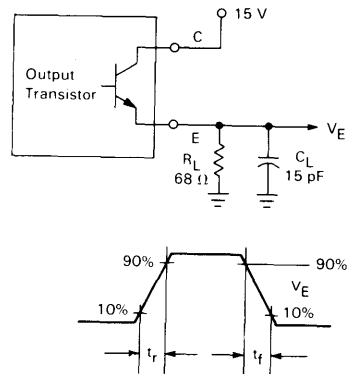 15 V
C
Output
Transistor
E
V_E
R_L
68 Ω
C_L
15 pF
90%
90%
V_E
10%
10%
t_r
t_f